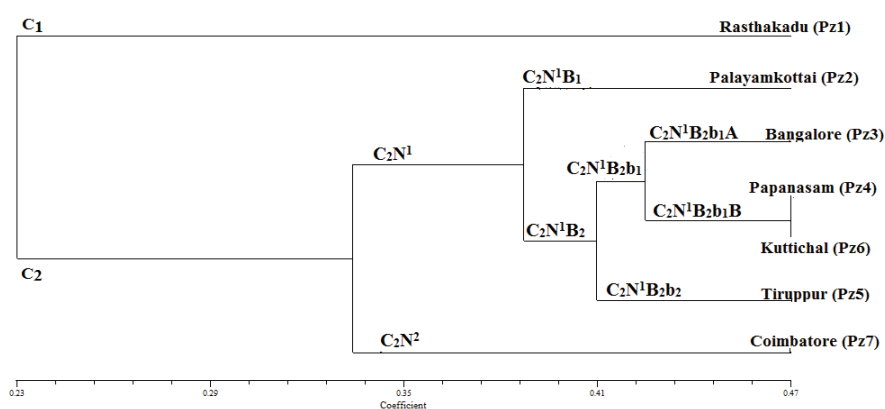 C1
Rasthakadu (Pz1)
C₂N¹B₁
Palayamkottai (Pz2)
C₂N¹B₂b₁A
Bangalore (Pz3)
C₂N¹
C₂N¹B₂b₁
Papanasam (Pz4)
C₂N¹B₂b₁B
C₂N¹B₂
Kuttichal (Pz6)
C2
C₂N¹B₂b₂
Tiruppur (Pz5)
C₂N²
Coimbatore (Pz7)
0.23 0.29 0.35 0.41 0.47
Coefficient